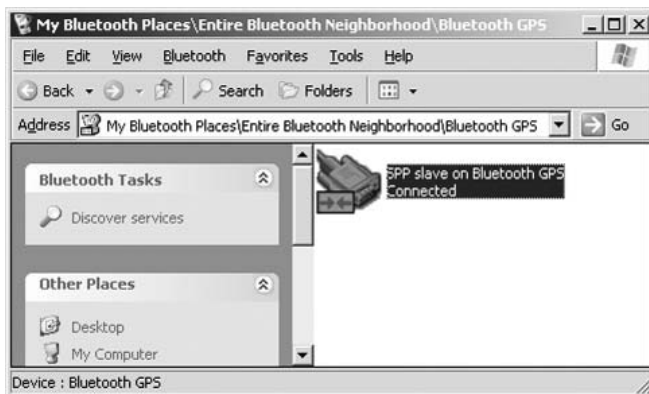 My Bluetooth Places\Entire Bluetooth Neighborhood\Bluetooth GPS
File Edit View Bluetooth Favorites Tools Help
Back Search Folders
Address My Bluetooth Places\Entire Bluetooth Neighborhood\Bluetooth GPS Go
Bluetooth Tasks
Discover services
Other Places
Desktop
My Computer
SPP slave on Bluetooth GPS
Connected
Device : Bluetooth GPS